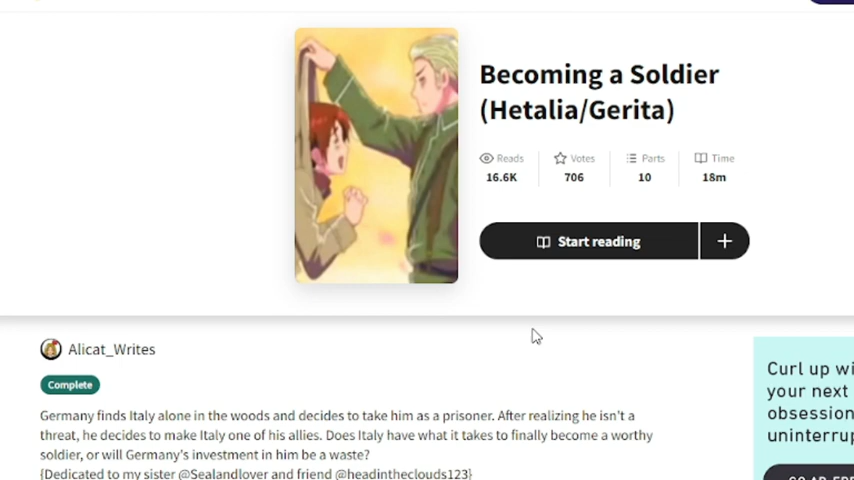 Becoming a Soldier
(Hetalia/Gerita)
Reads Votes Parts Time
16.6K 706 10 18m
Start reading
Alicat_Writes
Complete
Germany finds Italy alone in the woods and decides to take him as a prisoner. After realizing he isn't a
threat, he decides to make Italy one of his allies. Does Italy have what it takes to finally become a worthy
soldier, or will Germany's investment in him be a waste?
{Dedicated to my sister @Sealandlover and friend @headintheclouds123}
Curl up wi
your next
obsession
uninterrup